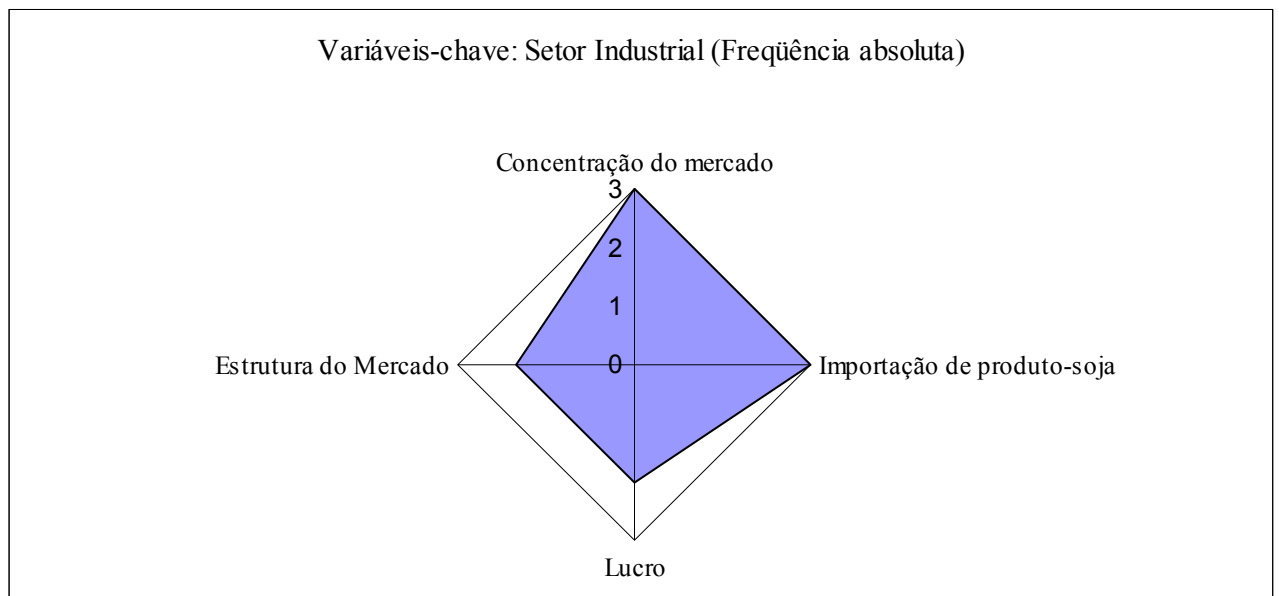 Variáveis-chave: Setor Industrial (Freqüência absoluta)
Concentração do mercado
3
2
1
Estrutura do Mercado
0
Importação de produto-soja
Lucro